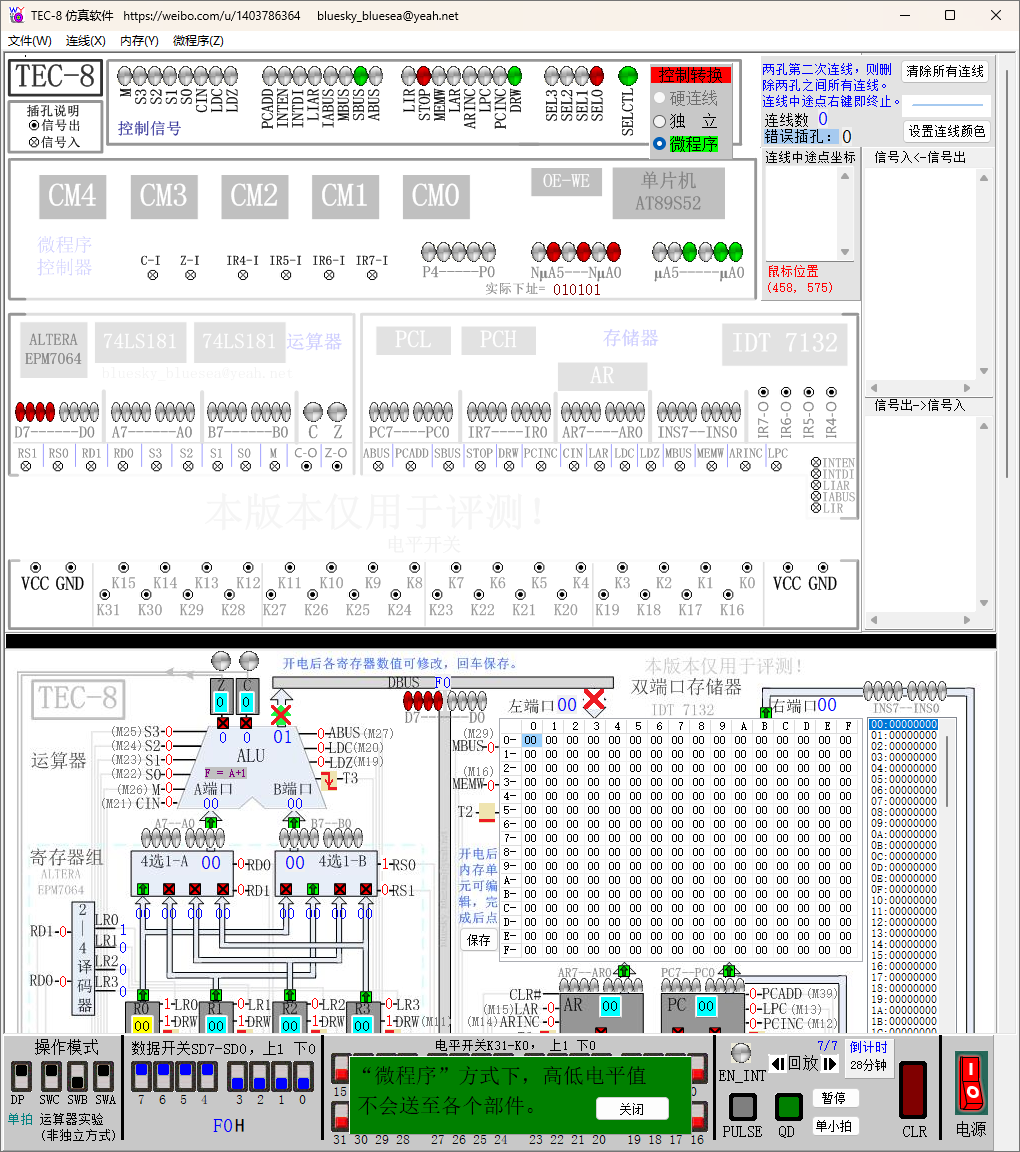 TEC-8 仿真软件 https://weibo.com/u/1403786364 bluesky_bluesea@yeah.net
文件(W) 连线(X) 内存(Y) 微程序(Z)
TEC-8
插孔说明
信号出
信号入
M S3 S2 S1 S0 CIN LDC LDZ
PCADD INTEN INTDI LIAR IABUS MBUS SBUS ABUS
LIR STOP MEMW LAR ARINC LPC PCINC DRW
SEL3 SEL2 SEL1 SEL0
SELCTL
控制信号
控制转换
硬连线
独 立
微程序
两孔第二次连线，则删
除两孔之间所有连线。
连线中途点右键即终止。
连线数 0
错误插孔： 0
清除所有连线
设置连线颜色
连线中途点坐标
信号入<-信号出
鼠标位置
(458, 575)
信号出->信号入
CM4 CM3 CM2 CM1 CM0
OE-WE
单片机
AT89S52
微程序
控制器
C-I Z-I IR4-I IR5-I IR6-I IR7-I
P4-----P0
NμA5---NμA0
μA5------μA0
实际下址= 010101
ALTERA
EPM7064
74LS181 74LS181 运算器
bluesky_bluesea@yeah.net
PCL PCH 存储器 IDT 7132
AR
D7------D0 A7------A0 B7------B0 C Z
PC7----PC0 IR7----IR0 AR7----AR0 INS7--INS0
IR7-O IR6-O IR5-O IR4-O
RS1 RS0 RD1 RD0 S3 S2 S1 S0 M C-O Z-O
ABUS PCADD SBUS STOP DRW PCINC CIN LAR LDC LDZ MBUS MEMW ARINC LPC
INTEN
INTDI
LIAR
IABUS
LIR
本版本仅用于评测！
电平开关
VCC GND K15 K14 K13 K12 K11 K10 K9 K8 K7 K6 K5 K4 K3 K2 K1 K0 VCC GND
K31 K30 K29 K28 K27 K26 K25 K24 K23 K22 K21 K20 K19 K18 K17 K16
开电后各寄存器数值可修改，回车保存。
本版本仅用于评测！
TEC-8
Z C
0 0
DBUS F0
D7----D0
左端口00
双端口存储器
IDT 7132
右端口00
INS7--INS0
0 0 01
运算器
(M25)S3-0
(M24)S2-0
(M23)S1-0
(M22)S0-0
(M26)M-0
(M21)CIN-0
ALU
F = A+1
A端口 B端口
00 00
0-ABUS(M27)
0-LDC(M20)
0-LDZ(M19)
T3
(M29)
MBUS-0
(M16)
MEMW-0
T2
A7--A0 B7--B0
寄存器组
ALTERA
EPM7064
4选1-A 00 0-RD0
0-RD1
00 4选1-B 1-RS0
0-RS1
00 00 00 00 00 00 00 00
2—4译码器
RD1-0
RD0-0
LR0 1
LR1 0
LR2 0
LR3 0
R0 1-LR0 R1 0-LR1 R2 0-LR2 R3 0-LR3
00 1-DRW 00 1-DRW 00 1-DRW 00 1-DRW (M11)
开电后
内存单
元可编
辑，完
成后点
保存
0 1 2 3 4 5 6 7 8 9 A B C D E F
0- 00 00 00 00 00 00 00 00 00 00 00 00 00 00 00 00
1- 00 00 00 00 00 00 00 00 00 00 00 00 00 00 00 00
2- 00 00 00 00 00 00 00 00 00 00 00 00 00 00 00 00
3- 00 00 00 00 00 00 00 00 00 00 00 00 00 00 00 00
4- 00 00 00 00 00 00 00 00 00 00 00 00 00 00 00 00
5- 00 00 00 00 00 00 00 00 00 00 00 00 00 00 00 00
6- 00 00 00 00 00 00 00 00 00 00 00 00 00 00 00 00
7- 00 00 00 00 00 00 00 00 00 00 00 00 00 00 00 00
8- 00 00 00 00 00 00 00 00 00 00 00 00 00 00 00 00
9- 00 00 00 00 00 00 00 00 00 00 00 00 00 00 00 00
A- 00 00 00 00 00 00 00 00 00 00 00 00 00 00 00 00
B- 00 00 00 00 00 00 00 00 00 00 00 00 00 00 00 00
C- 00 00 00 00 00 00 00 00 00 00 00 00 00 00 00 00
D- 00 00 00 00 00 00 00 00 00 00 00 00 00 00 00 00
E- 00 00 00 00 00 00 00 00 00 00 00 00 00 00 00 00
F- 00 00 00 00 00 00 00 00 00 00 00 00 00 00 00 00
00:00000000
01:00000000
02:00000000
03:00000000
04:00000000
05:00000000
06:00000000
07:00000000
08:00000000
09:00000000
0A:00000000
0B:00000000
0C:00000000
0D:00000000
0E:00000000
0F:00000000
10:00000000
11:00000000
12:00000000
13:00000000
14:00000000
15:00000000
16:00000000
17:00000000
18:00000000
19:00000000
1A:00000000
1B:00000000
AR7--AR0 PC7--PC0
CLR#
(M15)LAR -0
(M14)ARINC -0
AR 00
PC 00
0-PCADD (M39)
0-LPC (M13)
0-PCINC (M12)
操作模式
DP SWC SWB SWA
单拍 运算器实验
(非独立方式)
数据开关SD7-SD0，上1 下0
7 6 5 4 3 2 1 0
F0H
电平开关K31-K0， 上1 下0
“微程序”方式下，高低电平值
不会送至各个部件。
关闭
15 0
31 30 29 28 27 26 25 24 23 22 21 20 19 18 17 16
EN_INT
7/7
回放
倒计时
28分钟
暂停
单小拍
PULSE QD
CLR
电源